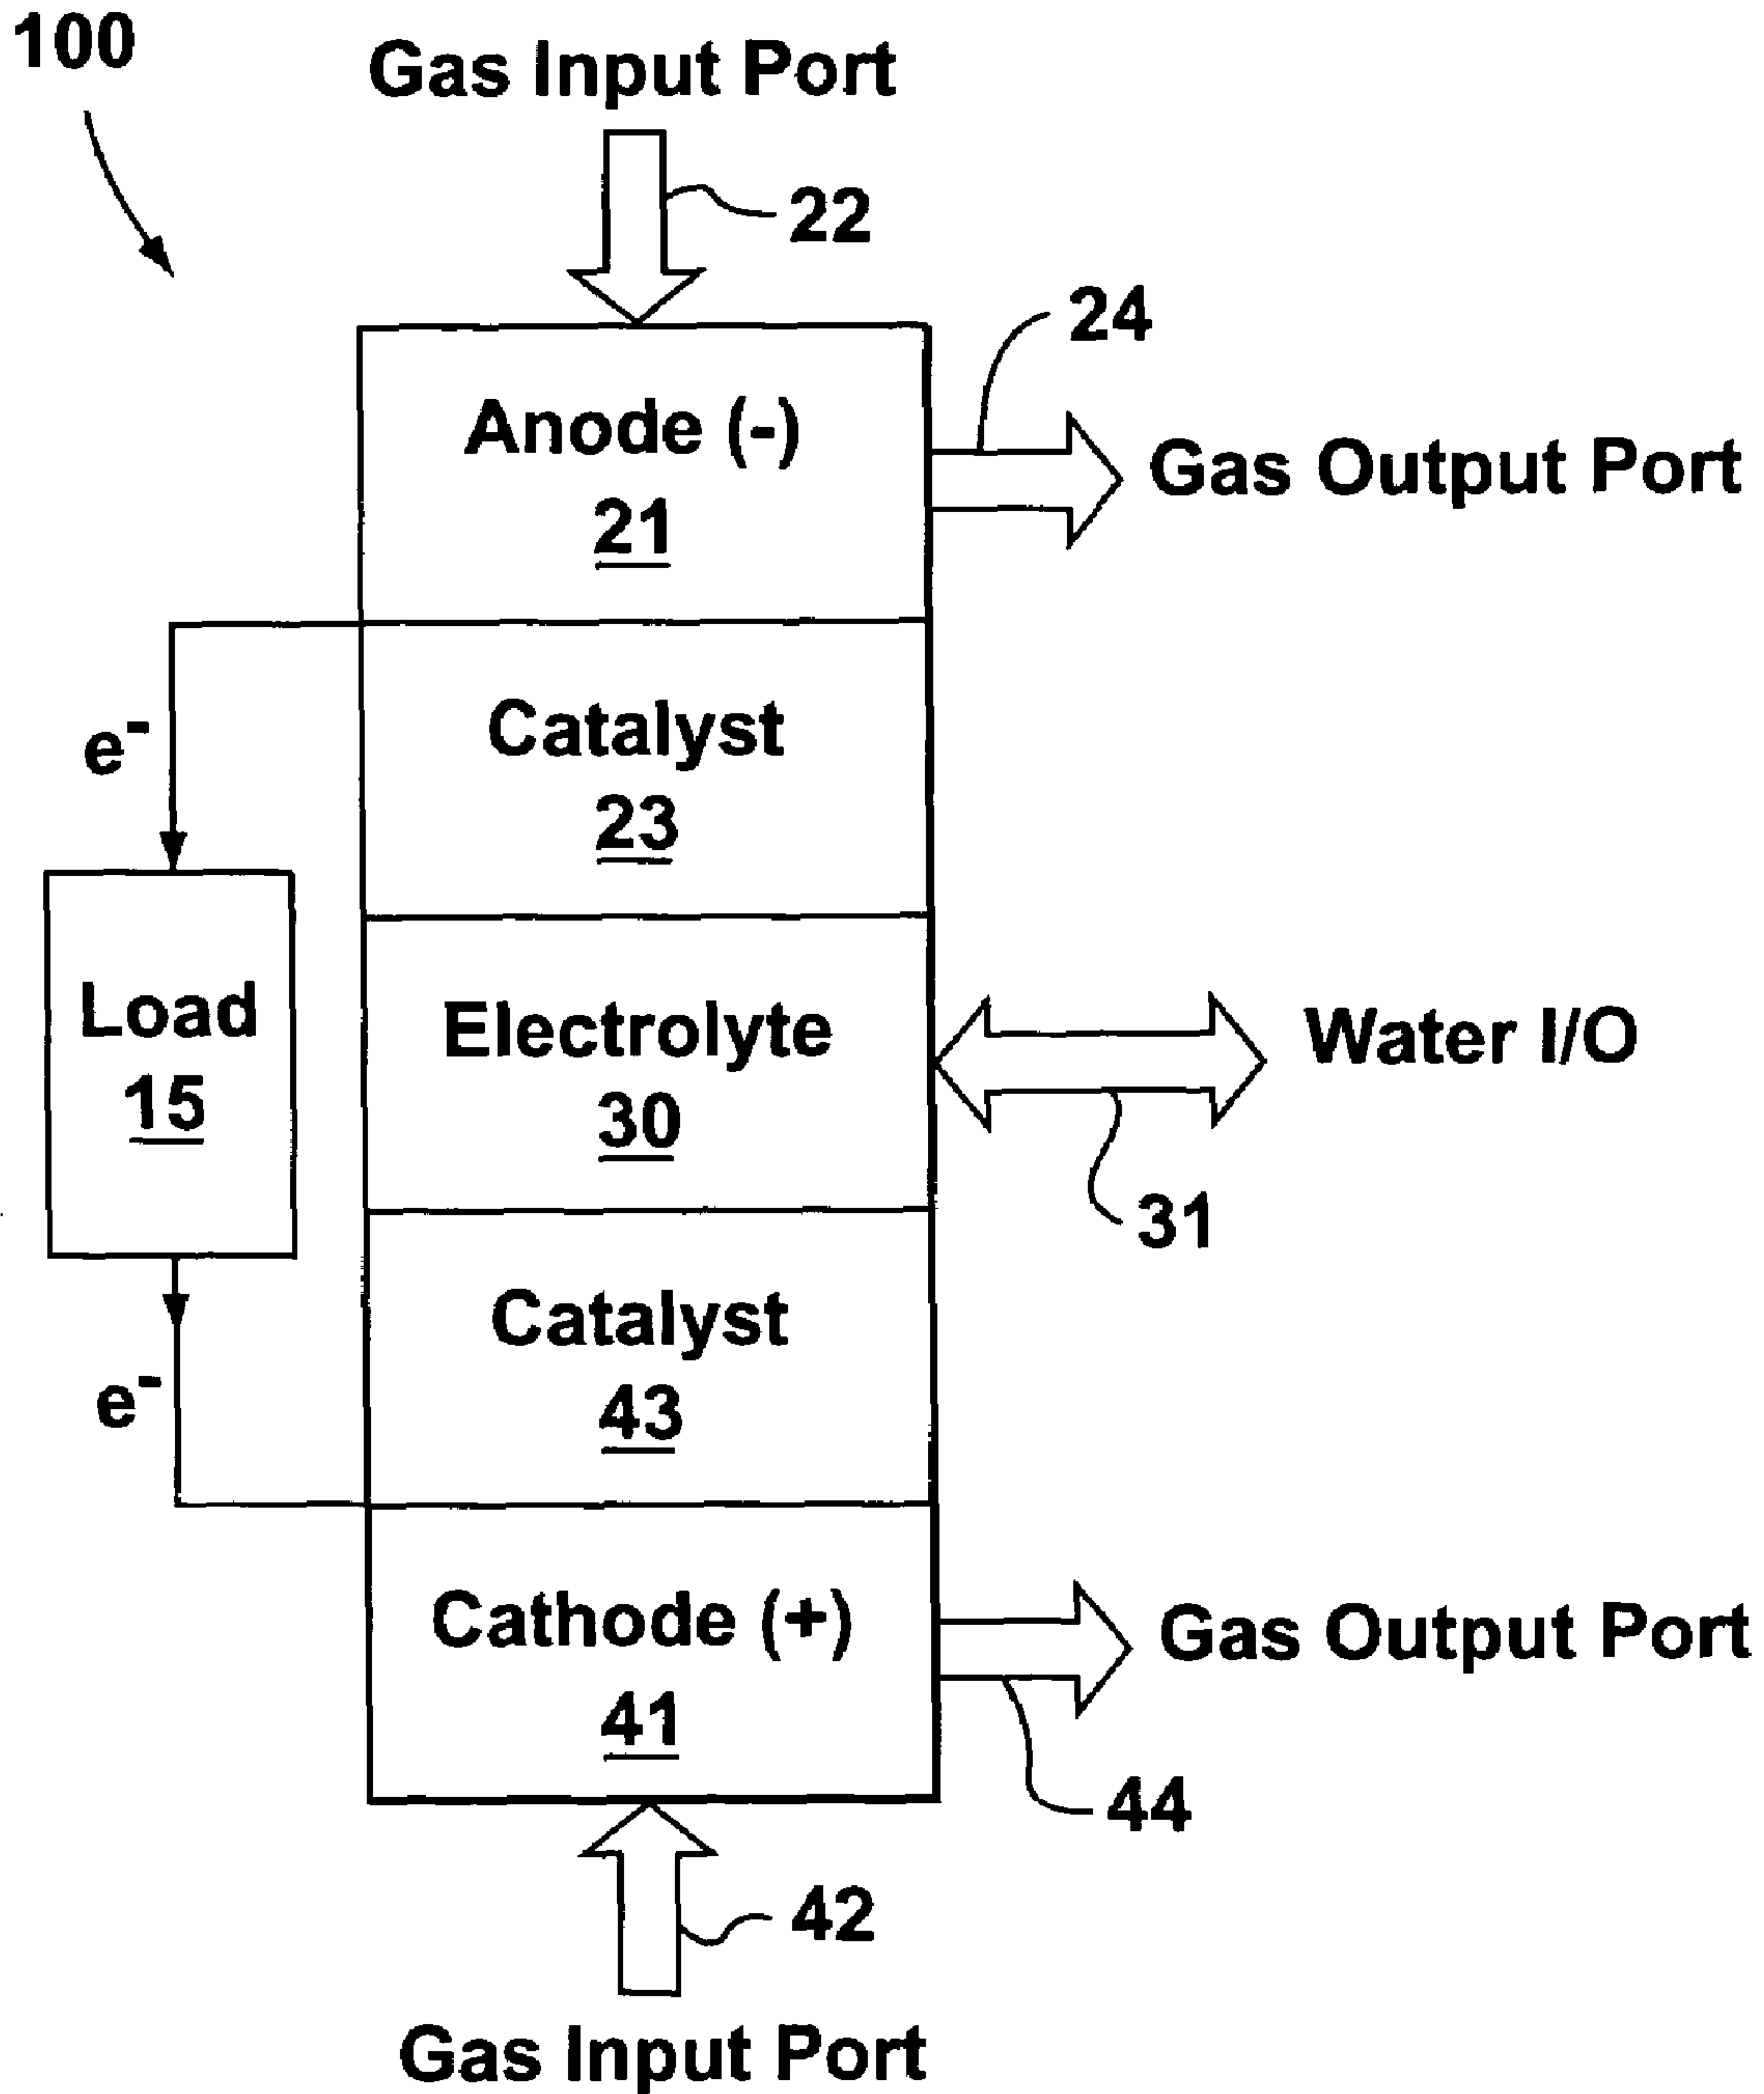 100
Gas Input Port
22
24
Anode (-)
21
Gas Output Port
e-
Catalyst
23
Load
15
Electrolyte
30
Water I/O
31
Catalyst
43
e-
Cathode (+)
41
Gas Output Port
44
42
Gas Input Port